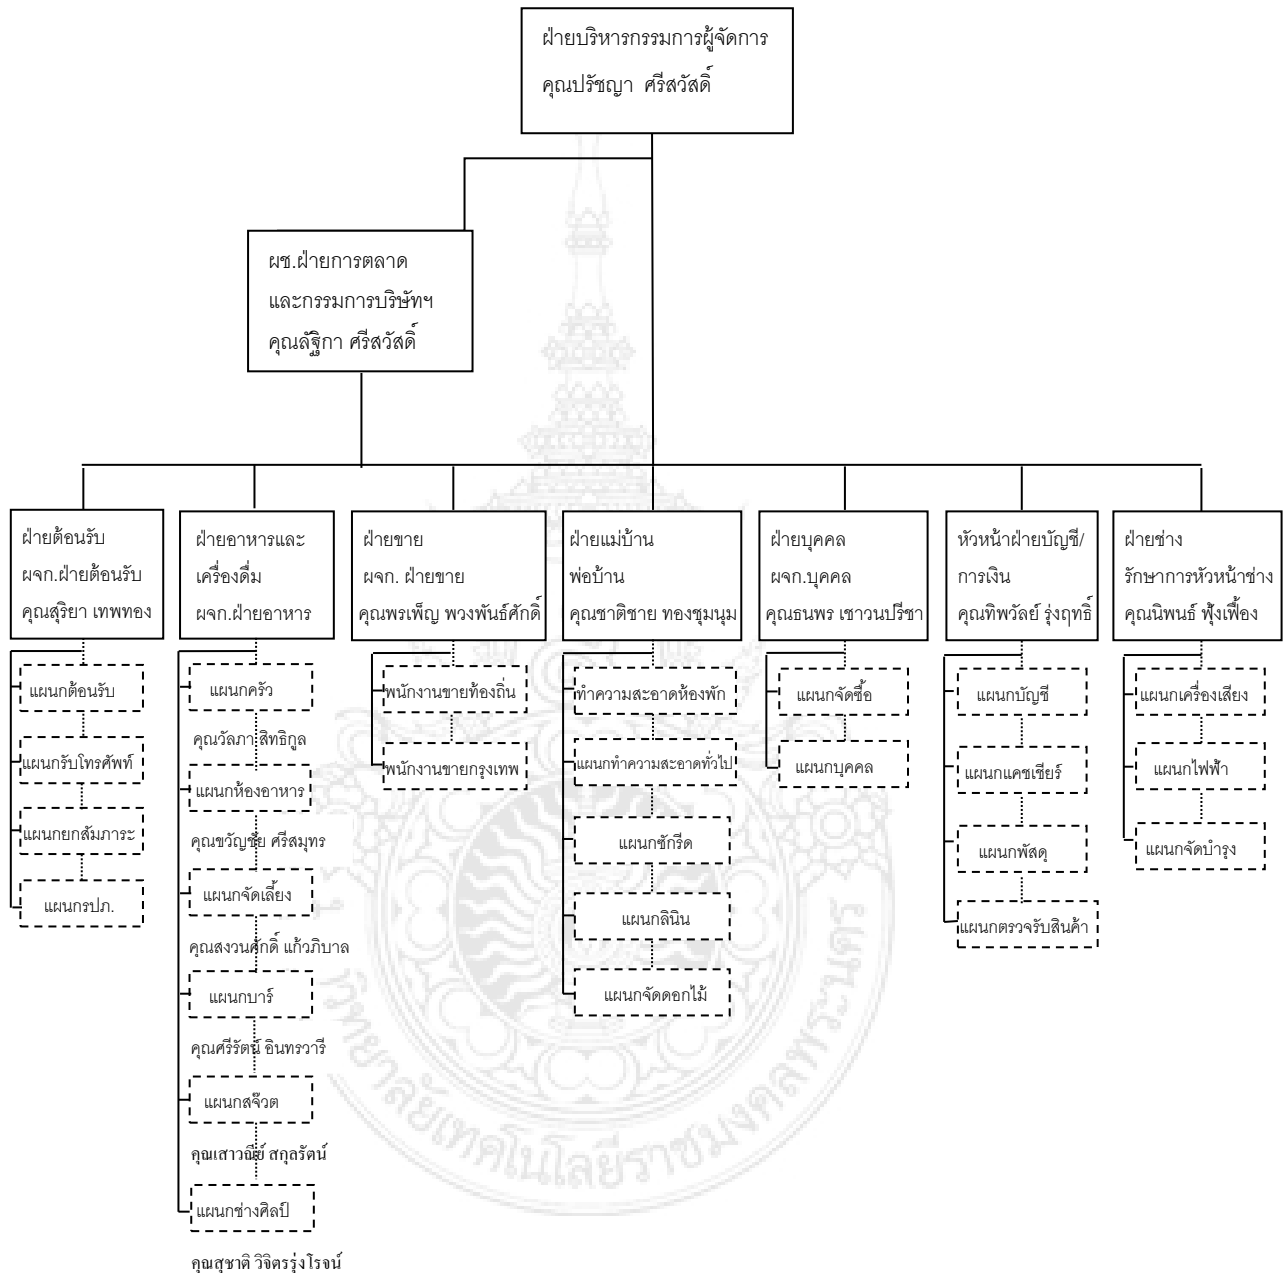 ฝ่ายบริหารกรรมการผู้จัดการ
คุณปรัชญา ศรีสวัสดิ์
ผช.ฝ่ายการตลาด
และกรรมการบริษัทฯ
คุณลัฐิกา ศรีสวัสดิ์
ฝ่ายต้อนรับ
ผจก.ฝ่ายต้อนรับ
คุณสุริยา เทพทอง
แผนกต้อนรับ
แผนกรับโทรศัพท์
แผนกยกสัมภาระ
แผนกรปภ.
ฝ่ายอาหารและ
เครื่องดื่ม
ผจก.ฝ่ายอาหาร
แผนกครัว
คุณวัลภา สิทธิกูล
แผนกห้องอาหาร
คุณขวัญชัย ศรีสมุทร
แผนกจัดเลี้ยง
คุณสงวนศักดิ์ แก้วภิบาล
แผนกบาร์
คุณศรีรัตน์ อินทรวารี
แผนกสจ๊วต
คุณเสาวณีย์ สกุลรัตน์
แผนกช่างศิลป์
คุณสุชาติ วิจิตรรุ่งโรจน์
ฝ่ายขาย
ผจก. ฝ่ายขาย
คุณพรเพ็ญ พวงพันธ์ศักดิ์
พนักงานขายท้องถิ่น
พนักงานขายกรุงเทพ
ฝ่ายแม่บ้าน
พ่อบ้าน
คุณชาติชาย ทองชุมนุม
ทำความสะอาดห้องพัก
แผนกทำความสะอาดทั่วไป
แผนกซักรีด
แผนกลินิน
แผนกจัดดอกไม้
ฝ่ายบุคคล
ผจก.บุคคล
คุณธนพร เชาวนปรีชา
แผนกจัดซื้อ
แผนกบุคคล
หัวหน้าฝ่ายบัญชี/
การเงิน
คุณทิพวัลย์ รุ่งฤทธิ์
แผนกบัญชี
แผนกแคชเชียร์
แผนกพัสดุ
แผนกตรวจรับสินค้า
ฝ่ายช่าง
รักษาการหัวหน้าช่าง
คุณนิพนธ์ ฟุ้งเฟื้อง
แผนกเครื่องเสียง
แผนกไฟฟ้า
แผนกจัดบำรุง
วิทยาลัยเทคโนโลยีราชมงคลพระนคร